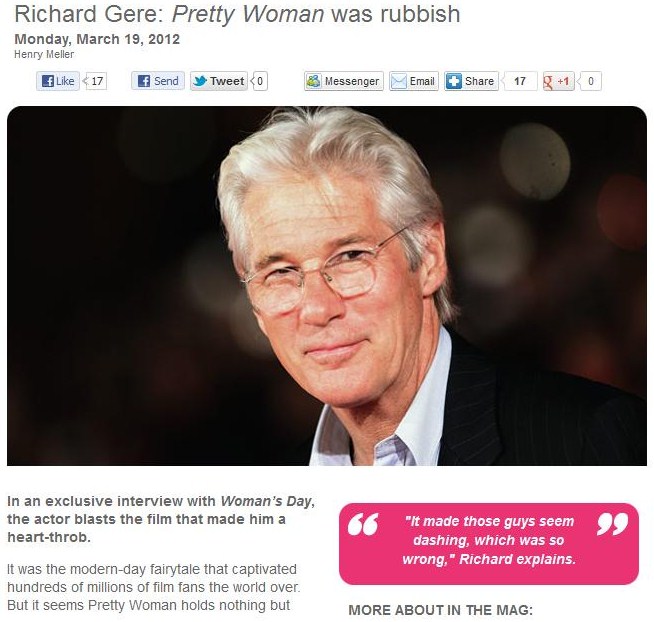 Richard Gere: Pretty Woman was rubbish
Monday, March 19, 2012
Henry Meller
Like 17 Send Tweet 0 Messenger Email Share 17 +1 0
In an exclusive interview with Woman's Day,
the actor blasts the film that made him a
heart-throb.
It was the modern-day fairytale that captivated
hundreds of millions of film fans the world over.
But it seems Pretty Woman holds nothing but
"It made those guys seem
dashing, which was so
wrong," Richard explains.
MORE ABOUT IN THE MAG: